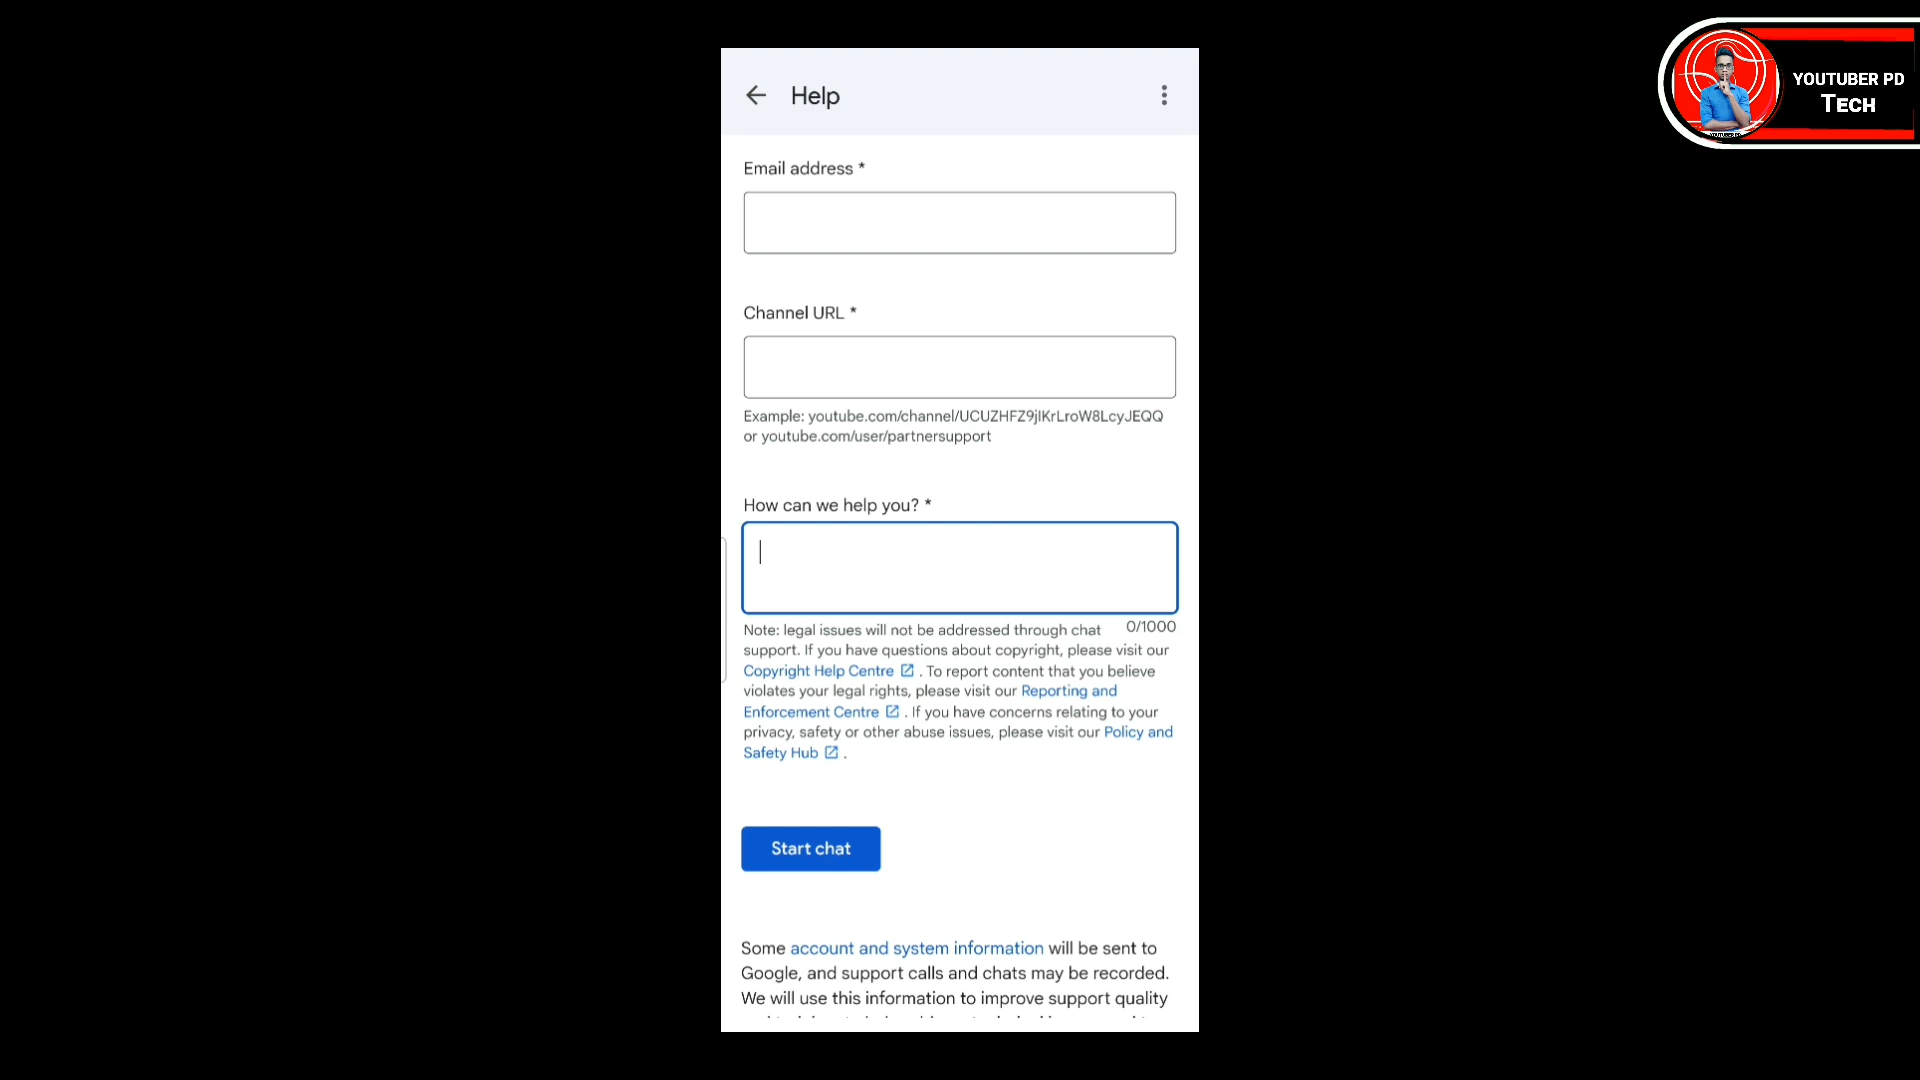 Help
YOUTUBER PD
TECH
Email address *
Channel URL *
Example: youtube.com/channel/UCUZHFZ9jIKrLroW8LcyJEQQ
or youtube.com/user/partnersupport
How can we help you? *
0/1000
Note: legal issues will not be addressed through chat
support. If you have questions about copyright, please visit our
Copyright Help Centre . To report content that you believe
violates your legal rights, please visit our Reporting and
Enforcement Centre . If you have concerns relating to your
privacy, safety or other abuse issues, please visit our Policy and
Safety Hub .
Start chat
Some account and system information will be sent to
Google, and support calls and chats may be recorded.
We will use this information to improve support quality